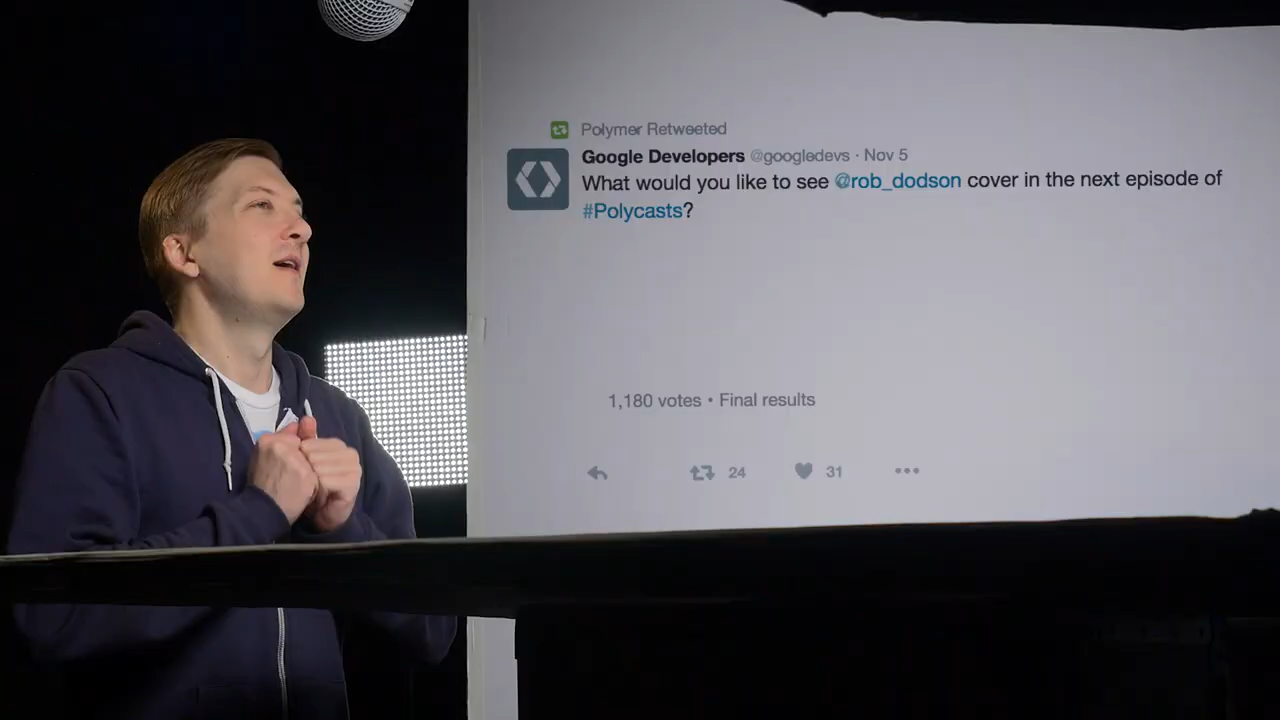 Polymer Retweeted
Google Developers @googledevs · Nov 5
What would you like to see @rob_dodson cover in the next episode of
#Polycasts?
1,180 votes • Final results
24 31